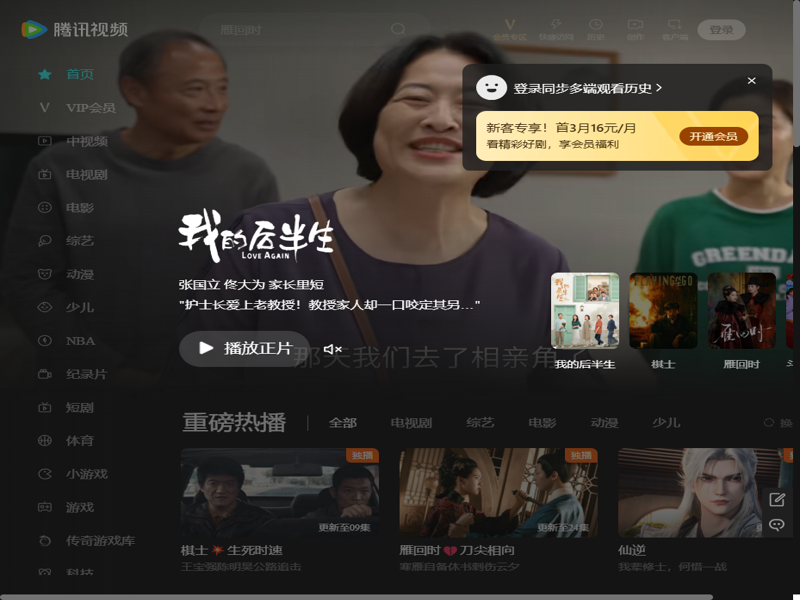 腾讯视频
雁回时
会员专区
历史
创作
客户端
登录
首页
VIP会员
中视频
电视剧
电影
综艺
动漫
少儿
NBA
纪录片
短剧
体育
小游戏
游戏
传奇游戏库
科技
登录同步多端观看历史
新客专享！首3月16元/月
看精彩好剧，享会员福利
开通会员
GREENDA
我的后半生
LOVE AGAIN
张国立 佟大为 家长里短
"护士长爱上老教授！教授家人却一口咬定其另..."
播放正片
那天我们去了相亲角
我的后半生
棋士
雁回时
重磅热播
全部
电视剧
综艺
电影
动漫
少儿
换
独播
更新至09集
棋士💥生死时速
王宝强陈明昊公路追击
独播
更新至24集
雁回时💔刀尖相向
寒雁自备休书刺伤云夕
仙逆
我辈修士，何惜一战